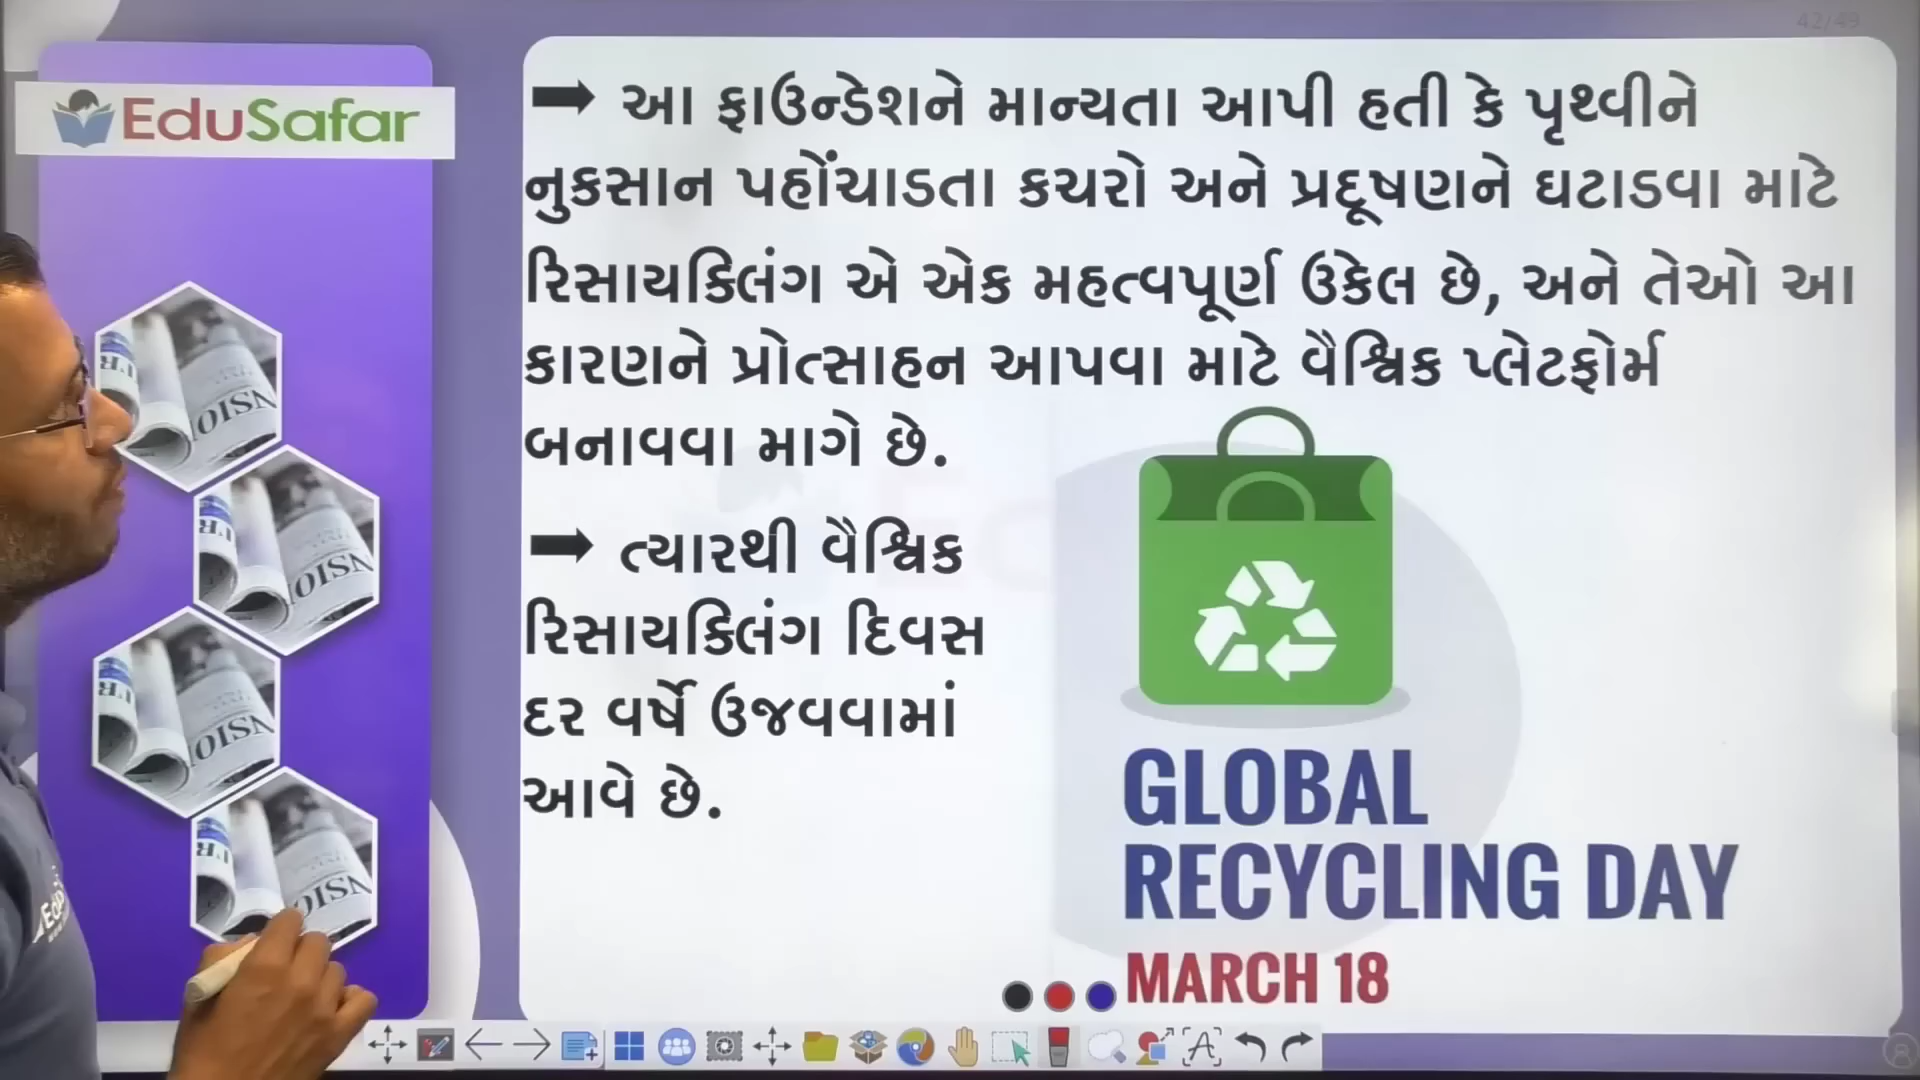 42/49
EduSafar
➡ આ ફાઉન્ડેશને માન્યતા આપી હતી કે પૃથ્વીને
નુકસાન પહોંચાડતા કચરો અને પ્રદૂષણને ઘટાડવા માટે
રિસાયક્લિંગ એ એક મહત્વપૂર્ણ ઉકેલ છે, અને તેઓ આ
કારણને પ્રોત્સાહન આપવા માટે વૈશ્વિક પ્લેટફોર્મ
બનાવવા માગે છે.
➡ ત્યારથી વૈશ્વિક
રિસાયક્લિંગ દિવસ
દર વર્ષે ઉજવવામાં
આવે છે.
GLOBAL
RECYCLING DAY
MARCH 18